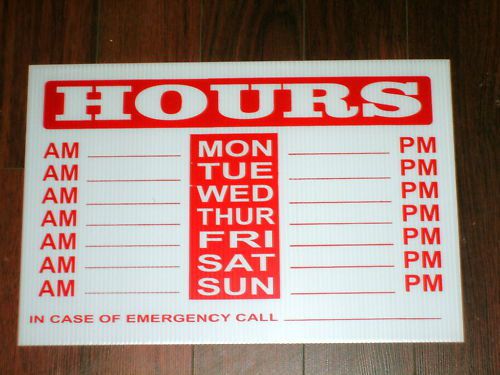 HOURS
AM MON PM
AM TUE PM
AM WED PM
AM THUR PM
AM FRI PM
AM SAT PM
AM SUN PM
IN CASE OF EMERGENCY CALL